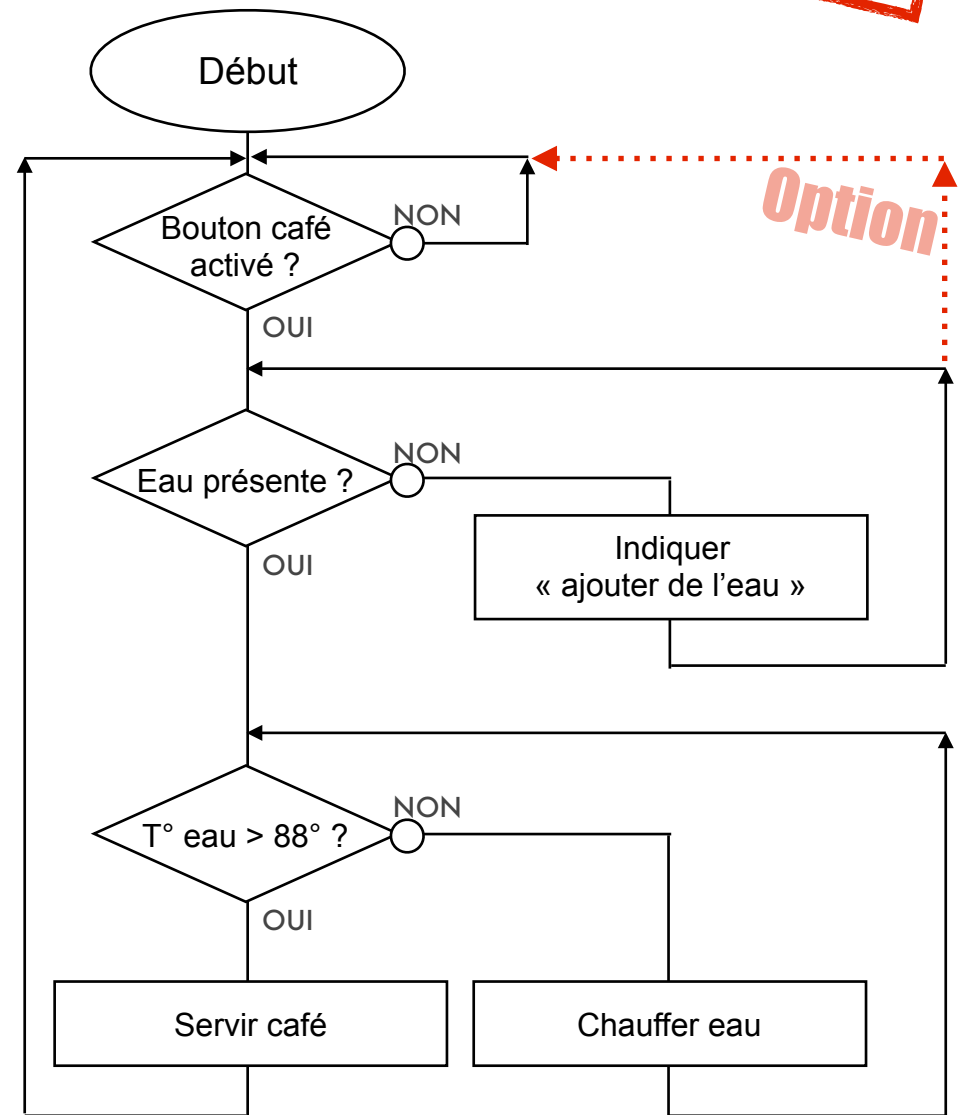 Début
Option
Bouton café
activé ?
NON
OUI
Eau présente ?
NON
Indiquer
« ajouter de l’eau »
OUI
T° eau > 88° ?
NON
OUI
Servir café
Chauffer eau